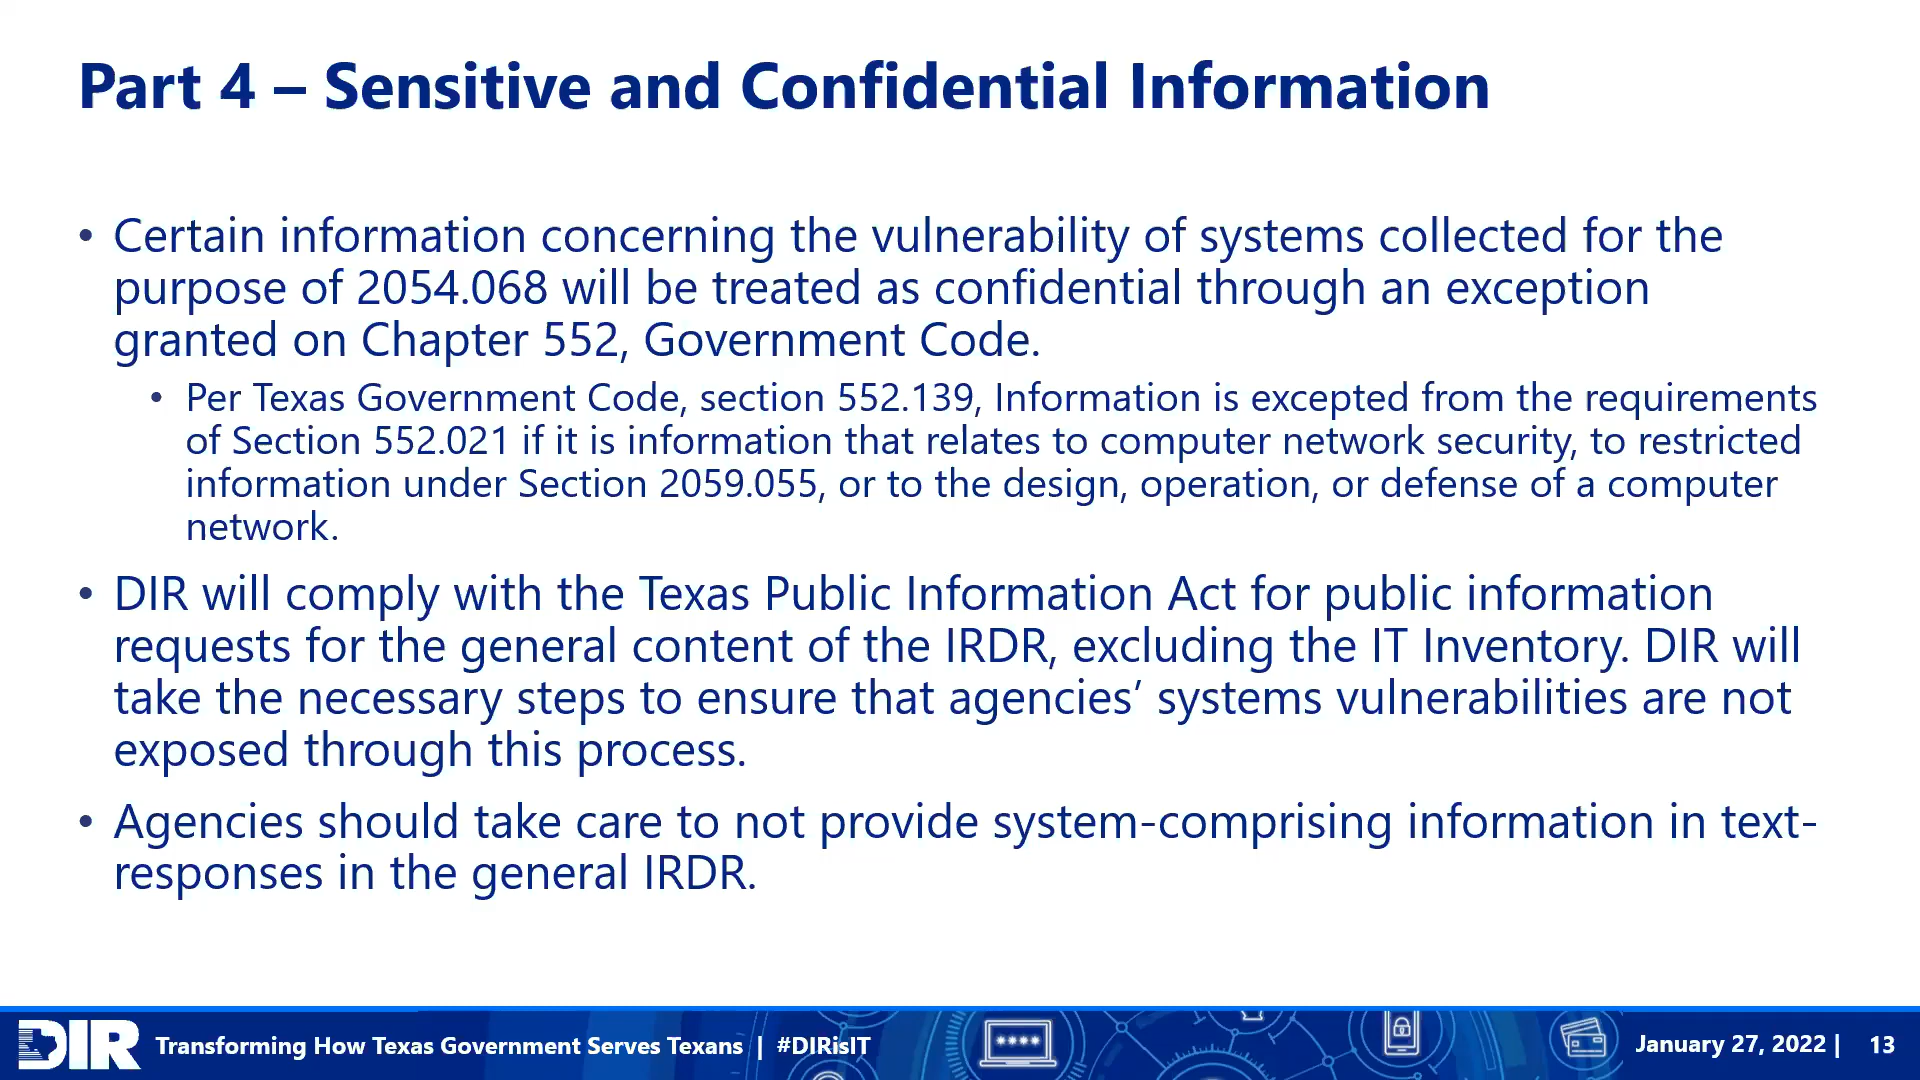 Part 4 – Sensitive and Confidential Information
• Certain information concerning the vulnerability of systems collected for the
purpose of 2054.068 will be treated as confidential through an exception
granted on Chapter 552, Government Code.
• Per Texas Government Code, section 552.139, Information is excepted from the requirements
of Section 552.021 if it is information that relates to computer network security, to restricted
information under Section 2059.055, or to the design, operation, or defense of a computer
network.
• DIR will comply with the Texas Public Information Act for public information
requests for the general content of the IRDR, excluding the IT Inventory. DIR will
take the necessary steps to ensure that agencies’ systems vulnerabilities are not
exposed through this process.
• Agencies should take care to not provide system-comprising information in text-
responses in the general IRDR.
DIR Transforming How Texas Government Serves Texans | #DIRisIT
****
January 27, 2022 | 13